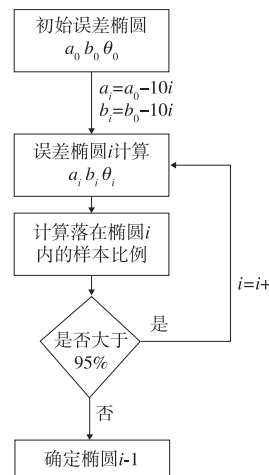 初始误差椭圆
a₀ b₀ θ₀
aᵢ=a₀−10i
bᵢ=b₀−10i
误差椭圆i计算
aᵢ bᵢ θᵢ
计算落在椭圆i
内的样本比例
i=i+
是否大于
95%
是
否
确定椭圆i-1